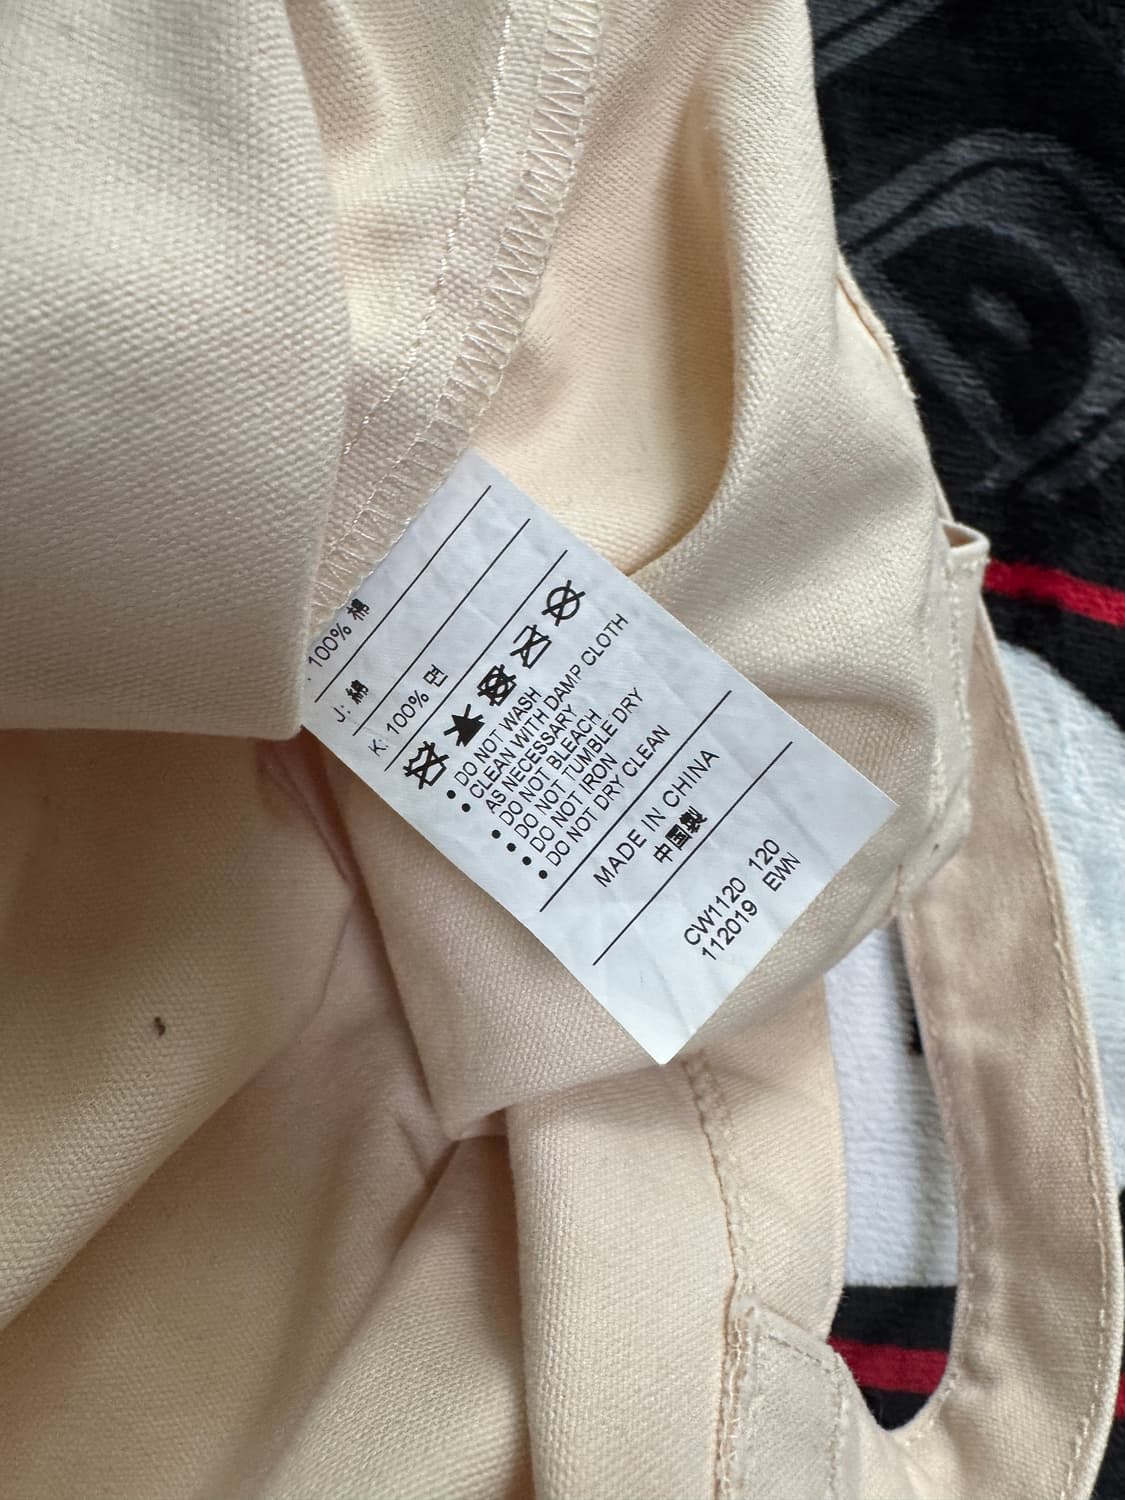 100% 棉
J: 綿
K: 100% 면
• DO NOT WASH
• CLEAN WITH DAMP CLOTH
AS NECESSARY
• DO NOT BLEACH
• DO NOT TUMBLE DRY
• DO NOT IRON
• DO NOT DRY CLEAN
MADE IN CHINA
中国製
CW1120 120
112019 EWN